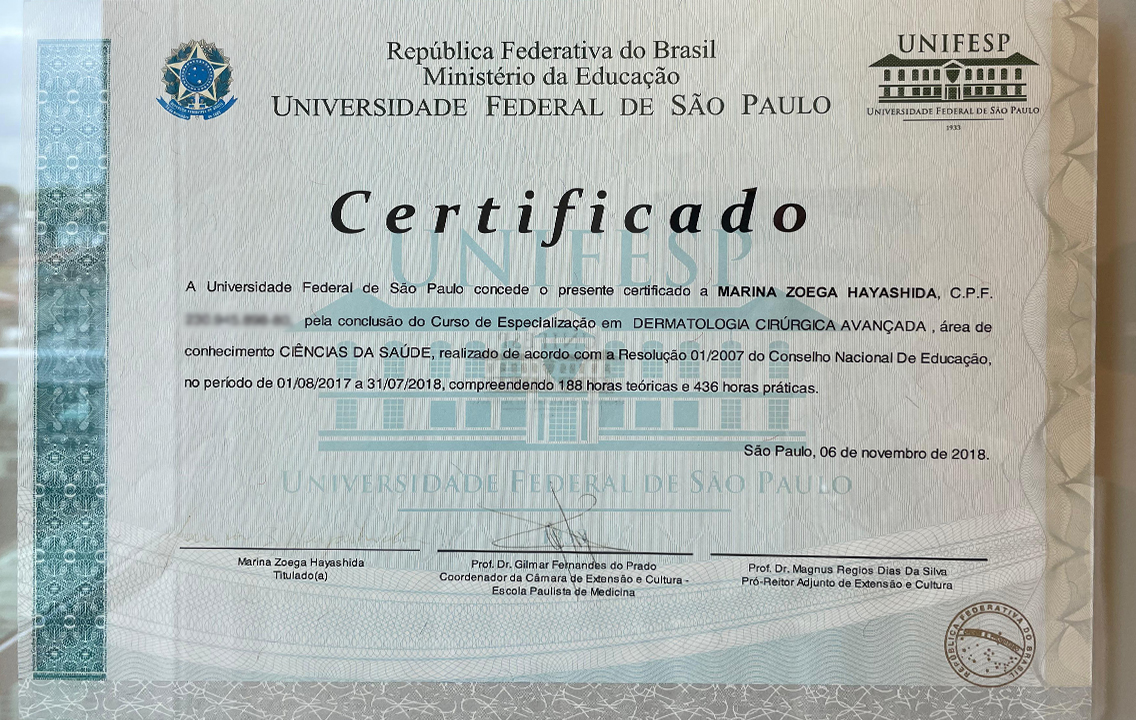 República Federativa do Brasil
Ministério da Educação
UNIVERSIDADE FEDERAL DE SÃO PAULO
UNIFESP
UNIVERSIDADE FEDERAL DE SÃO PAULO
1933
Certificado
UNIFESP
A Universidade Federal de São Paulo concede o presente certificado a MARINA ZOEGA HAYASHIDA, C.P.F.
, pela conclusão do Curso de Especialização em DERMATOLOGIA CIRÚRGICA AVANÇADA , área de
conhecimento CIÊNCIAS DA SAÚDE, realizado de acordo com a Resolução 01/2007 do Conselho Nacional De Educação,
no período de 01/08/2017 a 31/07/2018, compreendendo 188 horas teóricas e 436 horas práticas.
São Paulo, 06 de novembro de 2018.
UNIVERSIDADE FEDERAL DE SÃO PAULO
Marina Zoega Hayashida
Titulado(a)
Prof. Dr. Gilmar Fernandes do Prado
Coordenador da Câmara de Extensão e Cultura -
Escola Paulista de Medicina
Prof. Dr. Magnus Regios Dias Da Silva
Pró-Reitor Adjunto de Extensão e Cultura
REPÚBLICA FEDERATIVA DO BRASIL